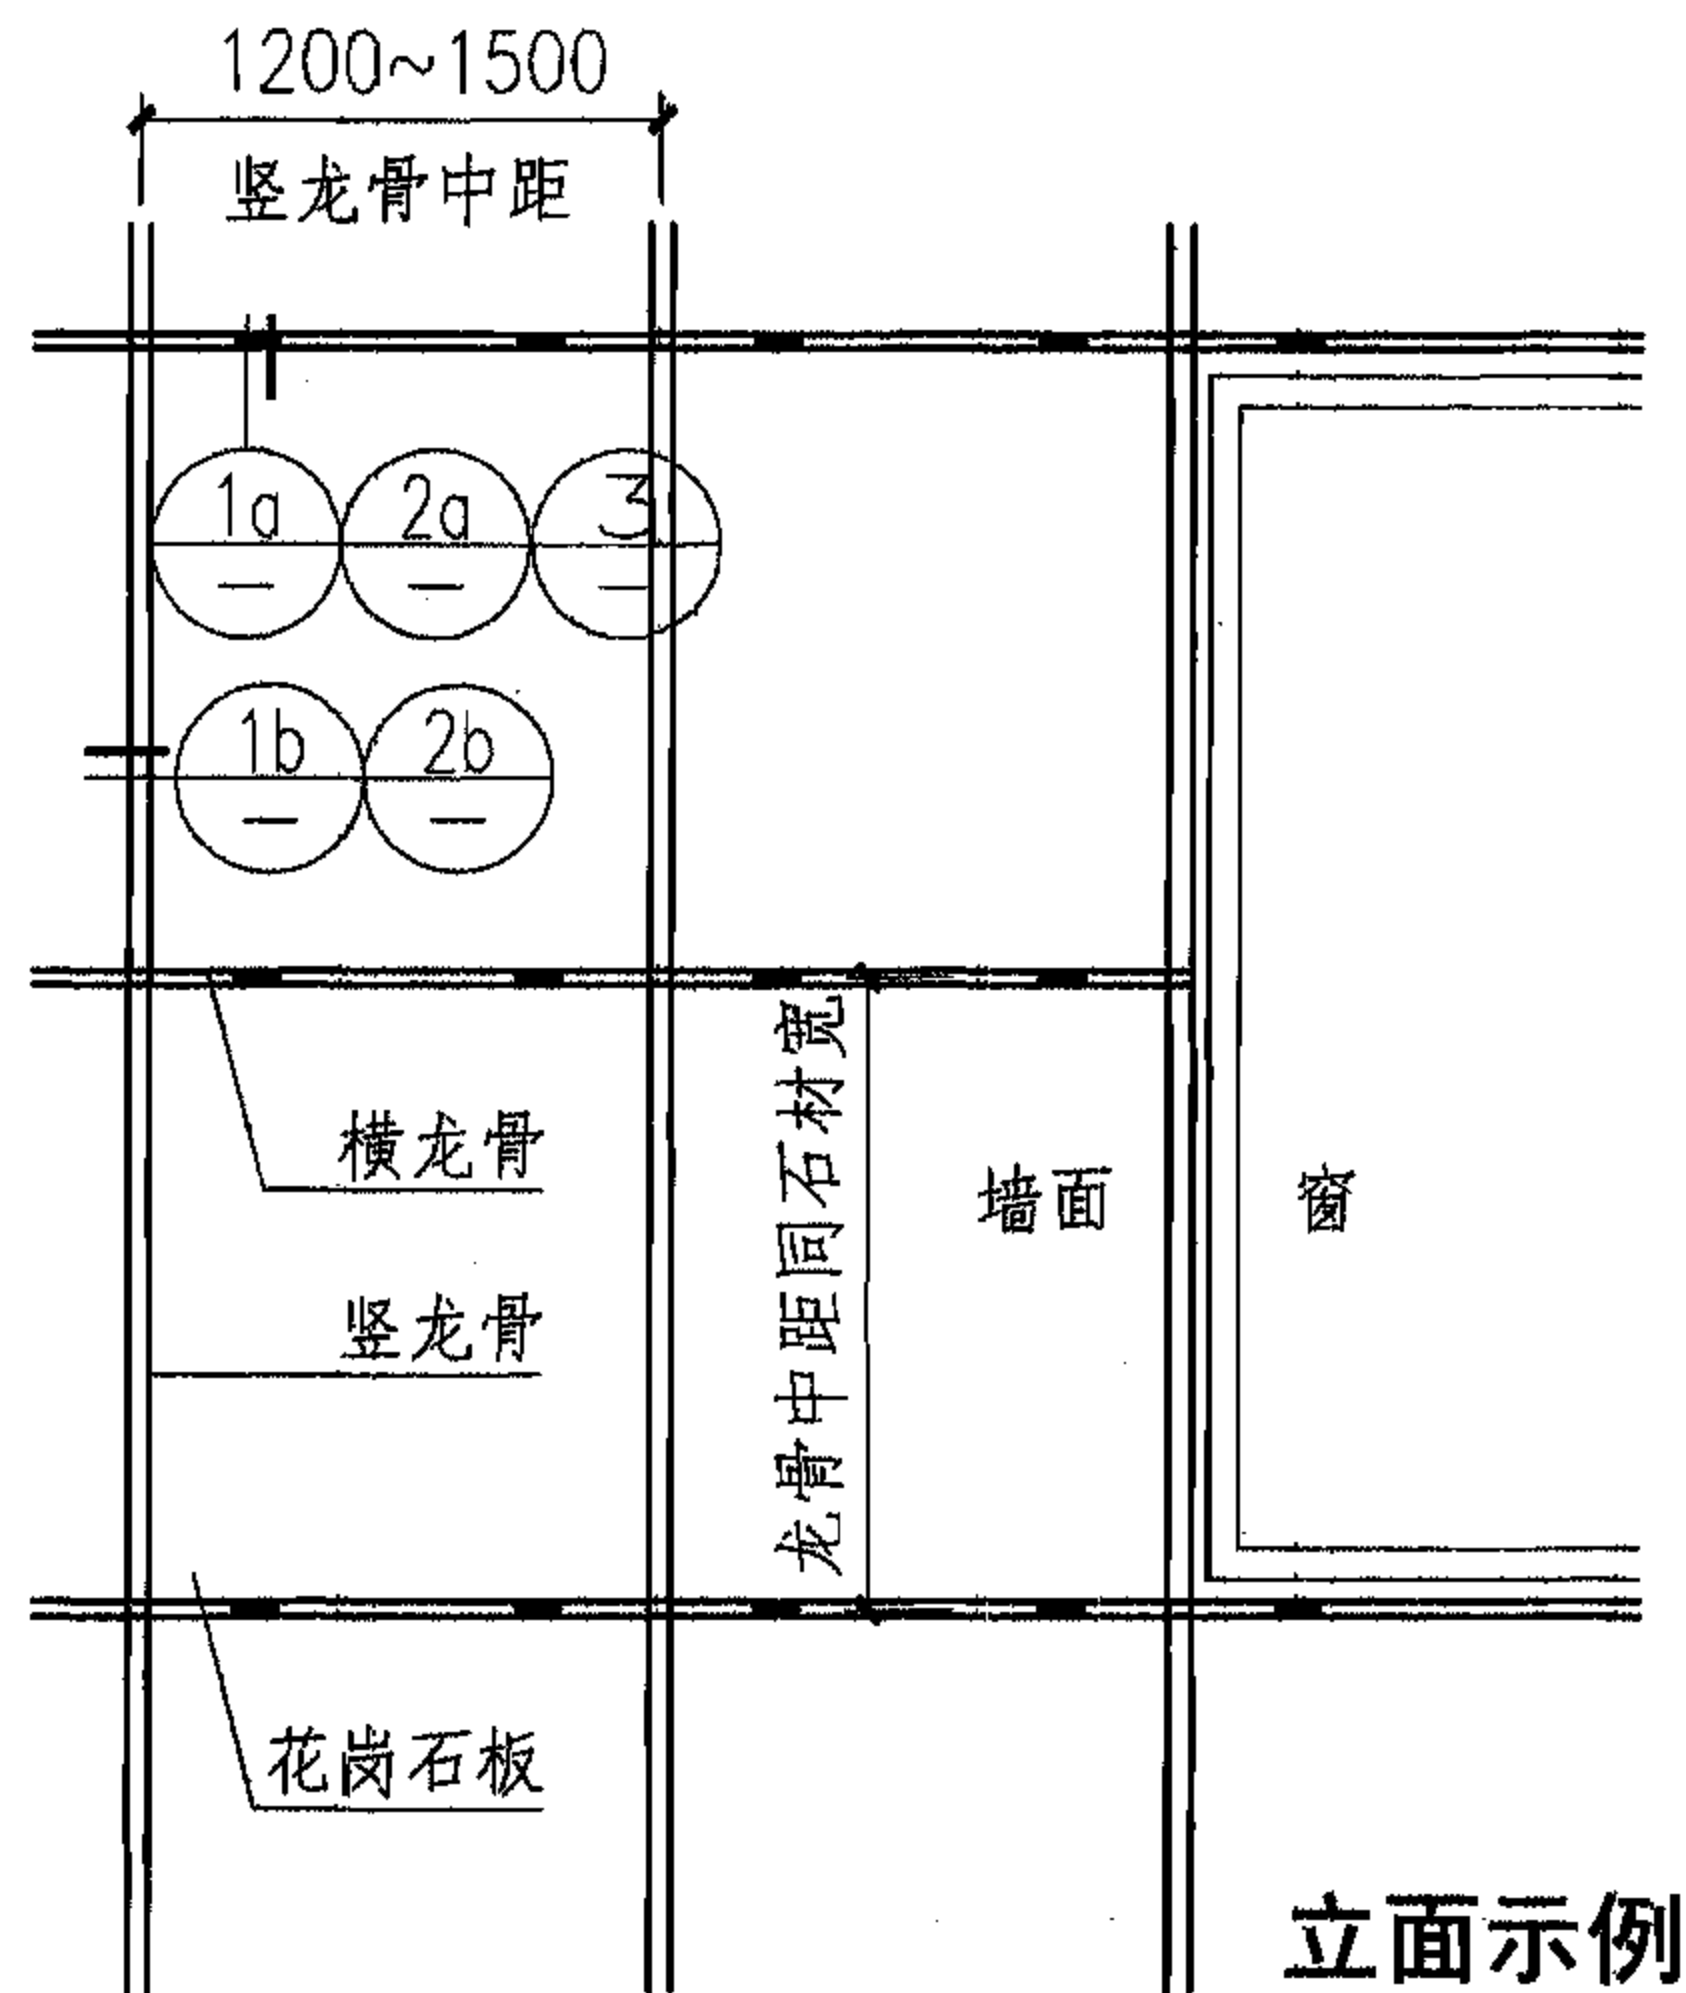 1200~1500
竖龙骨中距
1a
2a
3
—
—
—
1b
2b
—
—
横龙骨
竖龙骨
龙骨中距同石材宽
墙面
窗
花岗石板
立面示例